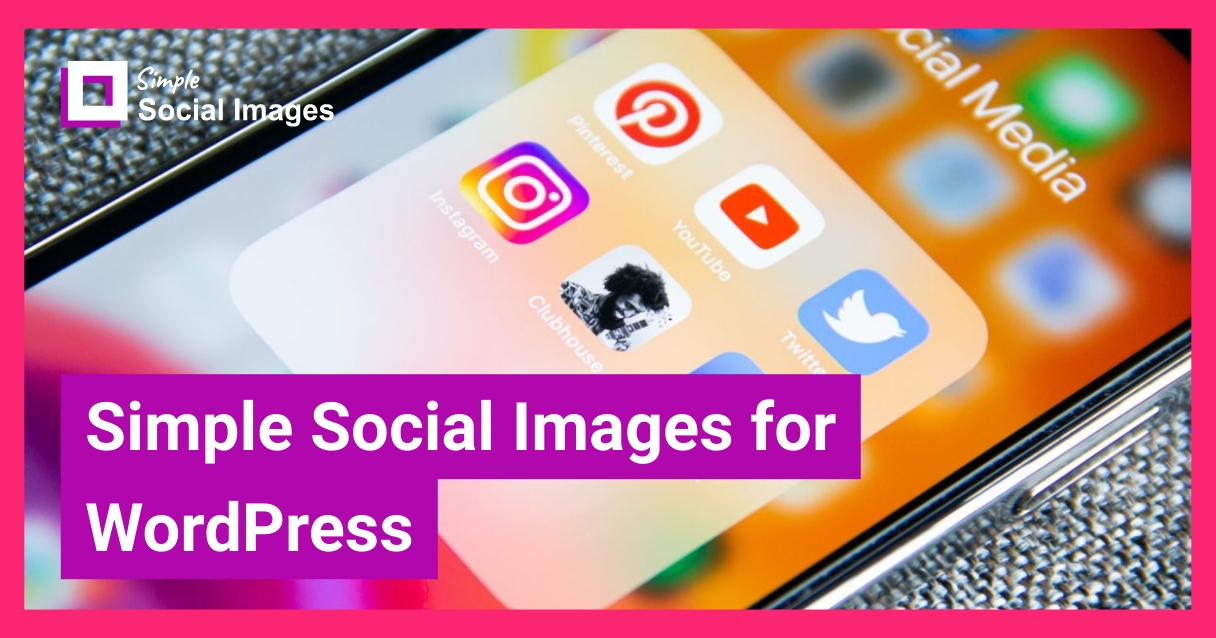 Simple
Social Images
cial Media
Pinterest
Instagram
YouTube
Clubhouse
Twitte
Simple Social Images for
WordPress